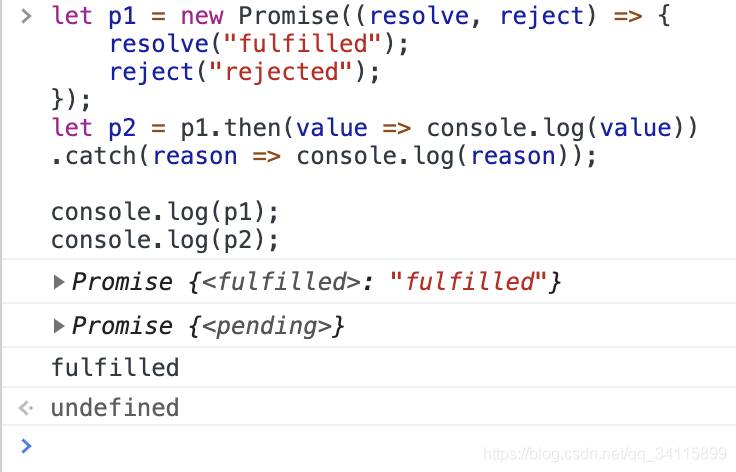 let p1 = new Promise((resolve, reject) => {
    resolve("fulfilled");
    reject("rejected");
});
let p2 = p1.then(value => console.log(value))
.catch(reason => console.log(reason));
console.log(p1);
console.log(p2);
Promise {<fulfilled>: "fulfilled"}
Promise {<pending>}
fulfilled
undefined
https://blog.csdn.net/qq_34115899